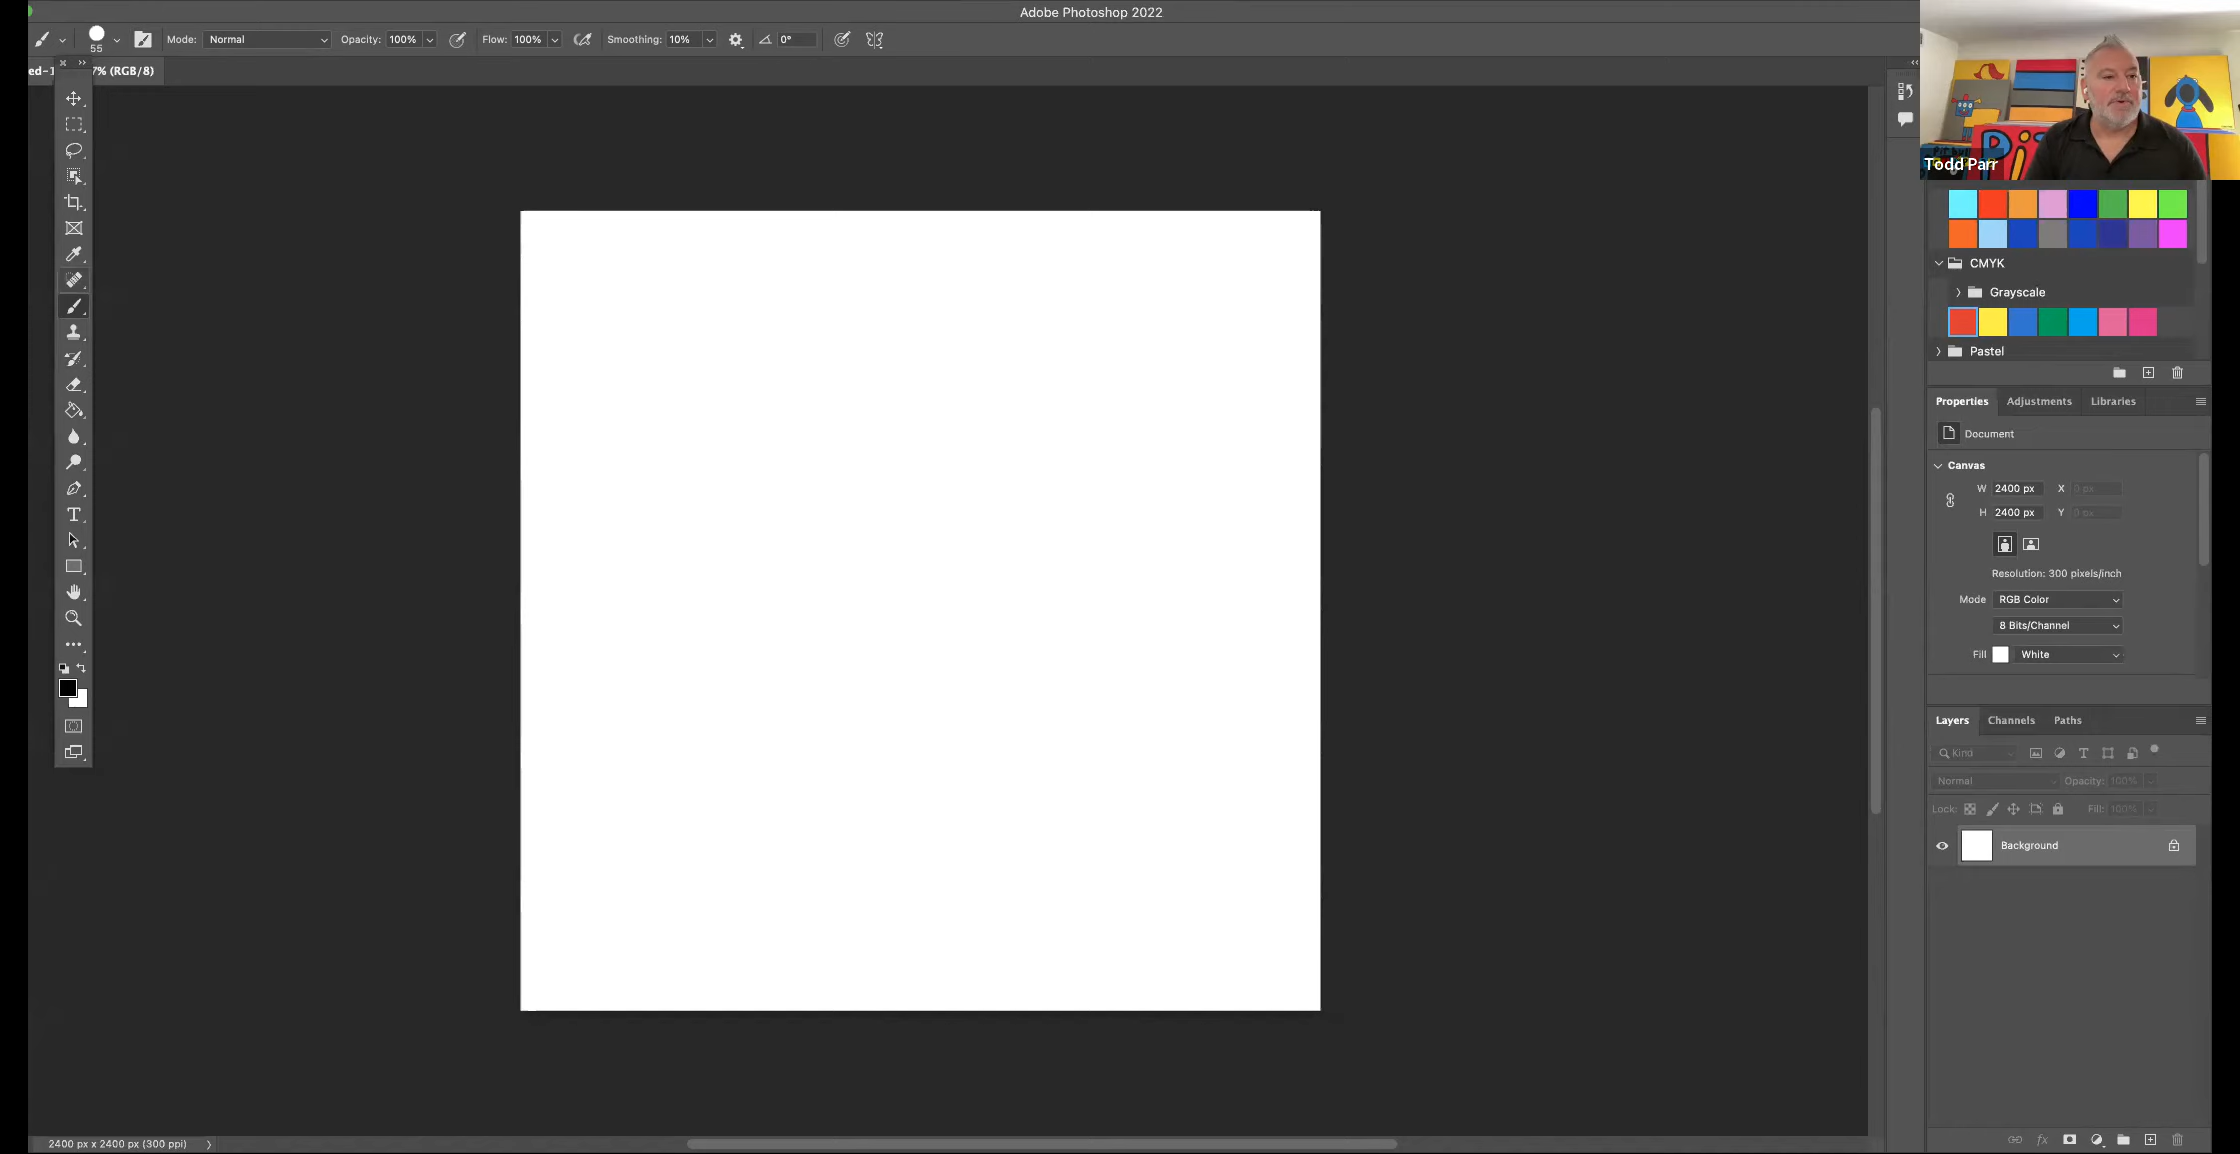 Adobe Photoshop 2022
55
Mode: Normal Opacity: 100% Flow: 100% Smoothing: 10% 0°
ed-1 7% (RGB/8)
Todd Parr
CMYK
Grayscale
Pastel
Properties Adjustments Libraries
Document
Canvas
W 2400 px X 0 px
H 2400 px Y 0 px
Resolution: 300 pixels/inch
Mode RGB Color
8 Bits/Channel
Fill White
Layers Channels Paths
Kind
Normal Opacity: 100%
Lock: Fill: 100%
Background
fx
2400 px x 2400 px (300 ppi)